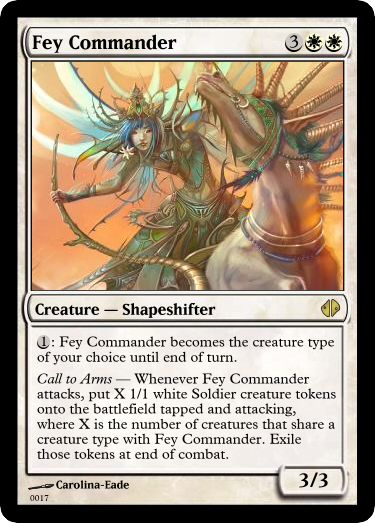 Fey Commander 3
Creature — Shapeshifter
1: Fey Commander becomes the creature type
of your choice until end of turn.
Call to Arms — Whenever Fey Commander
attacks, put X 1/1 white Soldier creature tokens
onto the battlefield tapped and attacking,
where X is the number of creatures that share a
creature type with Fey Commander. Exile
those tokens at end of combat.
3/3
Carolina-Eade
0017